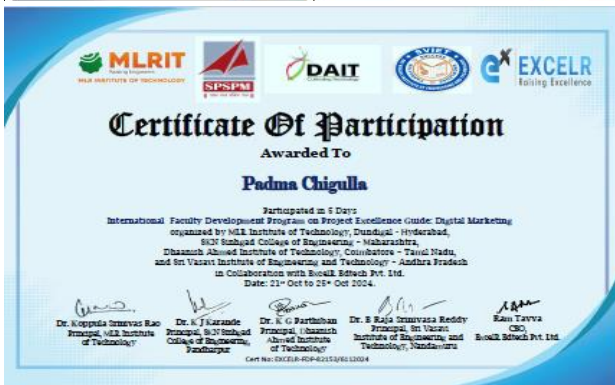 MLRIT
MLR INSTITUTE OF TECHNOLOGY
SPSPM
DAIT
SVIET
EXCELR
Raising Excellence
Certificate Of Participation
Awarded To
Padma Chigulla
Participated in 5 Days
International Faculty Development Program on Project Excellence Guide: Digital Marketing
organized by MLR Institute of Technology, Dundigal - Hyderabad,
SKN Sinhgad College of Engineering - Maharashtra,
Dhaanish Ahmed Institute of Technology, Coimbatore - Tamil Nadu,
and Sri Vasavi Institute of Engineering and Technology - Andhra Pradesh
in Collaboration with ExcelR Edtech Pvt. Ltd.
Date: 21st Oct to 25th Oct 2024.
Dr. Koppula Srinivas Rao
Principal, MLR Institute
of Technology
Dr. K J Karande
Principal, SKN Sinhgad
College of Engineering,
Pandharpur
Dr. K G Parthiban
Principal, Dhaanish
Ahmed Institute
of Technology
Dr. B Raja Srinivasa Reddy
Principal, Sri Vasavi
Institute of Engineering and
Technology, Nandamuru
Ram Tavva
CEO,
ExcelR Edtech Pvt. Ltd.
Cert No: EXCELR-FDP-82153/6112024